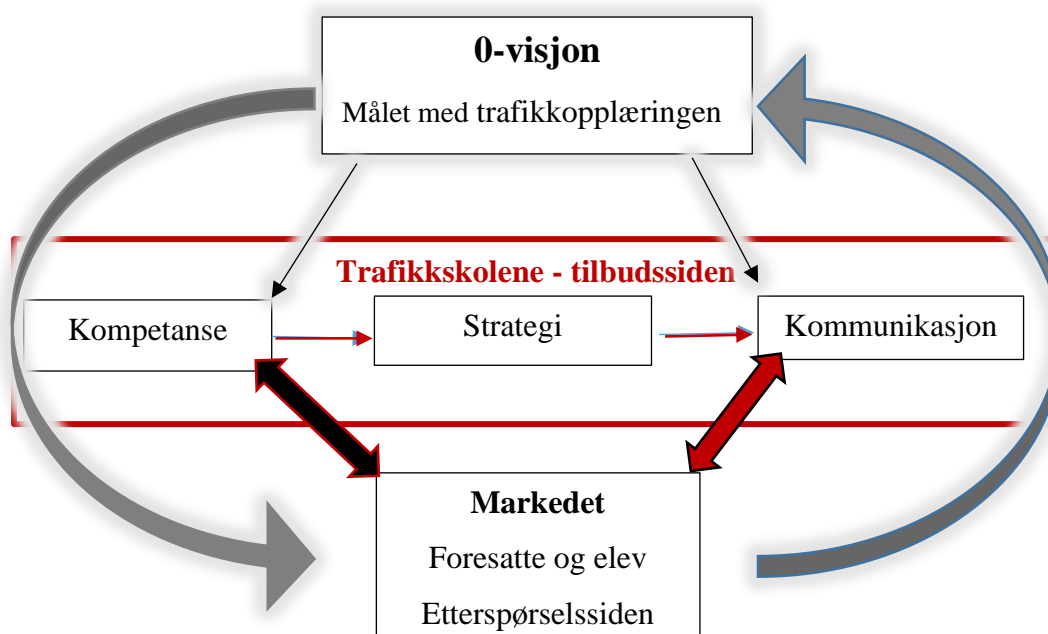 0-visjon
Målet med trafikkopplæringen
Trafikkskolene - tilbudssiden
Kompetanse
Strategi
Kommunikasjon
Markedet
Foresatte og elev
Etterspørselssiden